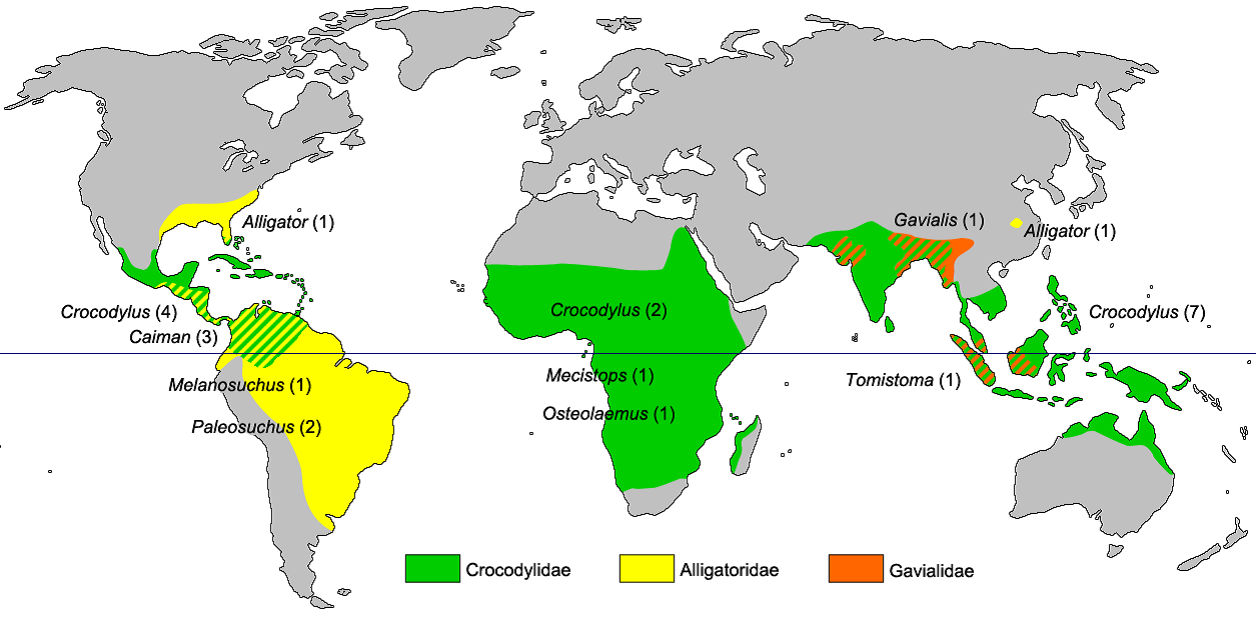 Gavialis (1)
Alligator (1)
Alligator (1)
Crocodylus (4)
Crocodylus (2)
Crocodylus (7)
Caiman (3)
Melanosuchus (1)
Mecistops (1)
Tomistoma (1)
Osteolaemus (1)
Paleosuchus (2)
Crocodylidae
Alligatoridae
Gavialidae